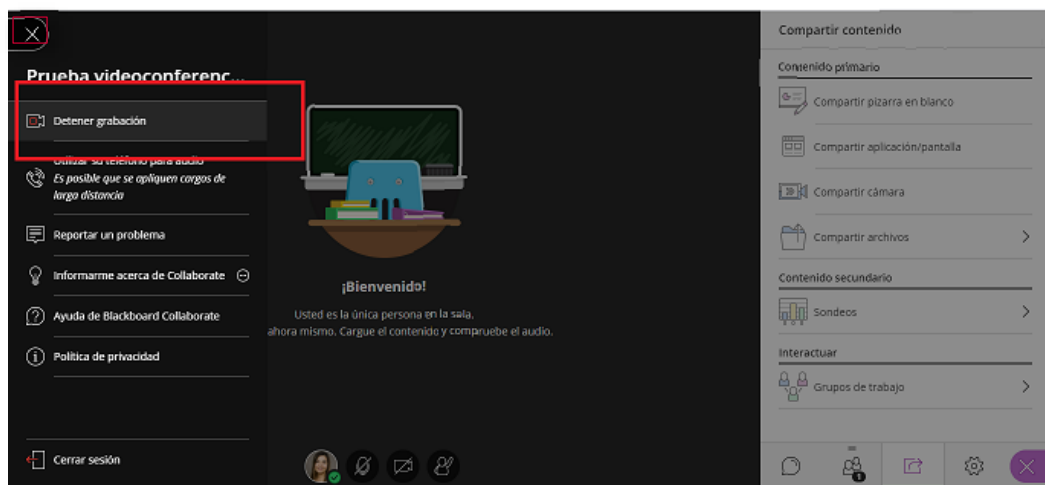 Prueba videoconferenc...
Detener grabación
Utilizar su teléfono para audio
Es posible que se apliquen cargos de
larga distancia
Reportar un problema
Informarme acerca de Collaborate
Ayuda de Blackboard Collaborate
Política de privacidad
Cerrar sesión
¡Bienvenido!
Usted es la única persona en la sala.
ahora mismo. Cargue el contenido y compruebe el audio.
Compartir contenido
Contenido primario
Compartir pizarra en blanco
Compartir aplicación/pantalla
Compartir cámara
Compartir archivos
Contenido secundario
Sondeos
Interactuar
Grupos de trabajo
1